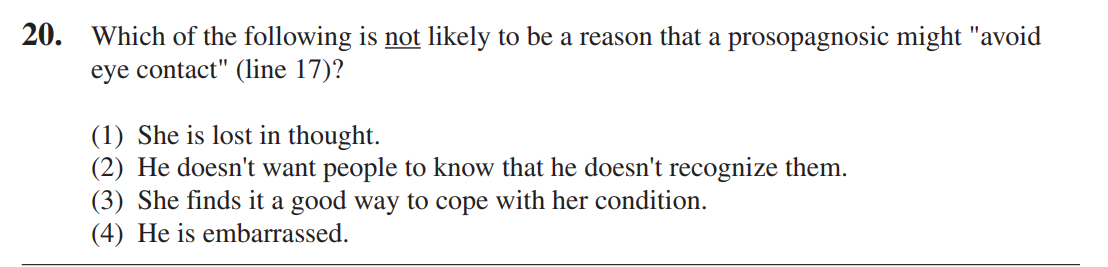 20. Which of the following is not likely to be a reason that a prosopagnosic might "avoid
eye contact" (line 17)?
(1) She is lost in thought.
(2) He doesn't want people to know that he doesn't recognize them.
(3) She finds it a good way to cope with her condition.
(4) He is embarrassed.